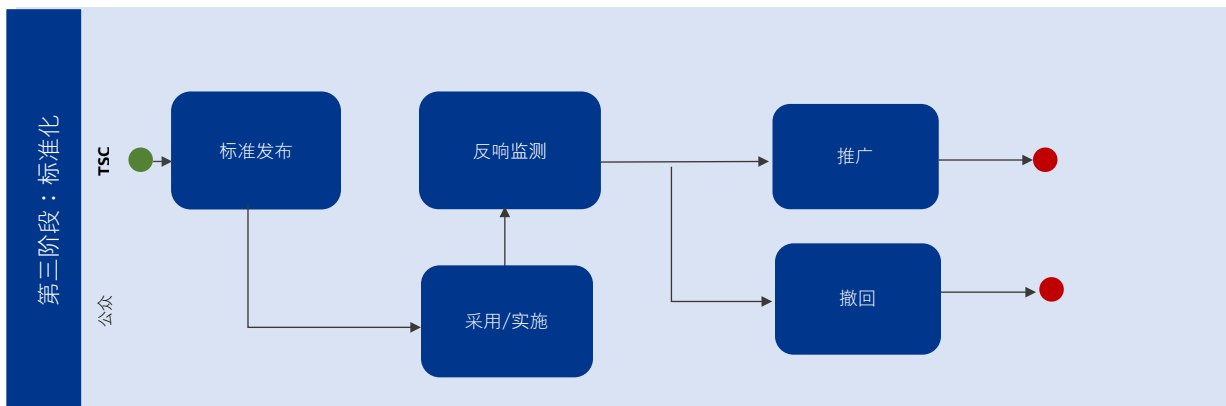 第三阶段：标准化
TSC
标准发布
反响监测
推广
公众
采用/实施
撤回